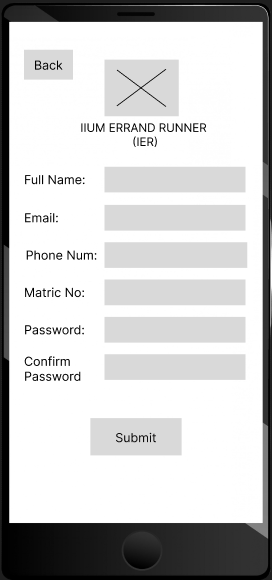 Back
IIUM ERRAND RUNNER
(IER)
Full Name:
Email:
Phone Num:
Matric No:
Password:
Confirm
Password
Submit